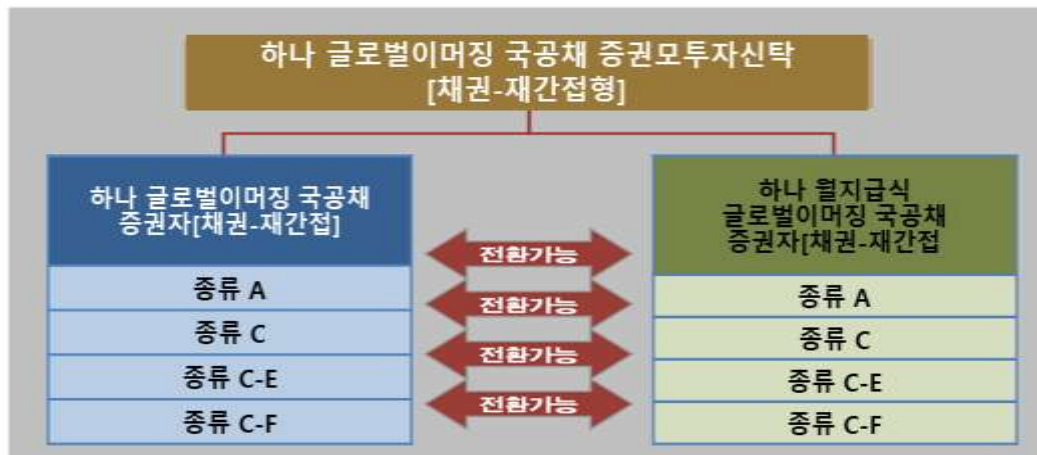 하나 글로벌이머징 국공채 증권모투자신탁
[채권-재간접형]
하나 글로벌이머징 국공채
증권자[채권-재간접]
하나 월지급식
글로벌이머징 국공채
증권자[채권-재간접
전환가능
종류 A
종류 A
전환가능
종류 C
종류 C
전환가능
종류 C-E
종류 C-E
전환가능
종류 C-F
종류 C-F